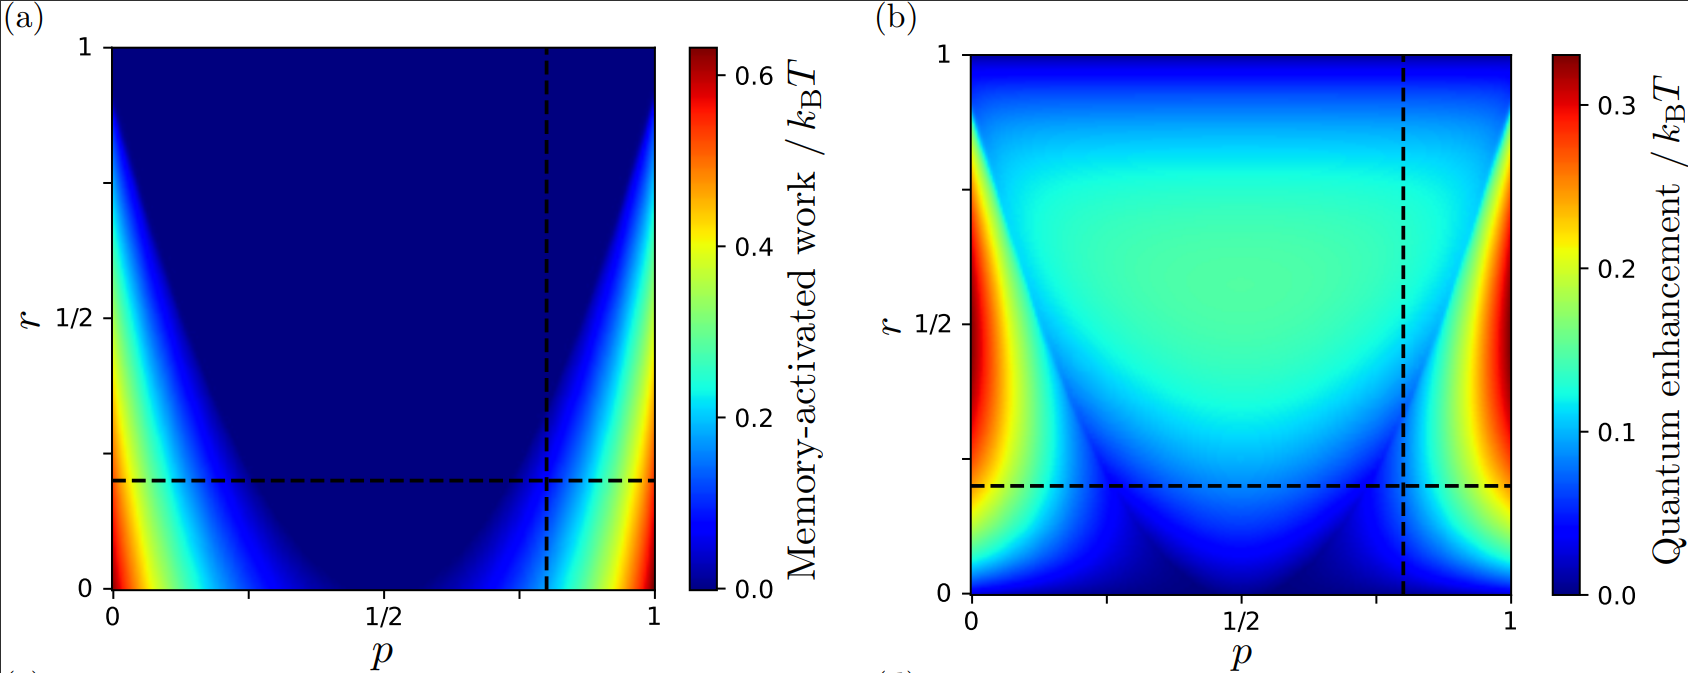 (a)
1
1/2
0
r
0
1/2
1
p
0.6
0.4
0.2
0.0
Memory-activated work / k_B T
(b)
1
1/2
0
r
0
1/2
1
p
0.3
0.2
0.1
0.0
Quantum enhancement / k_B T